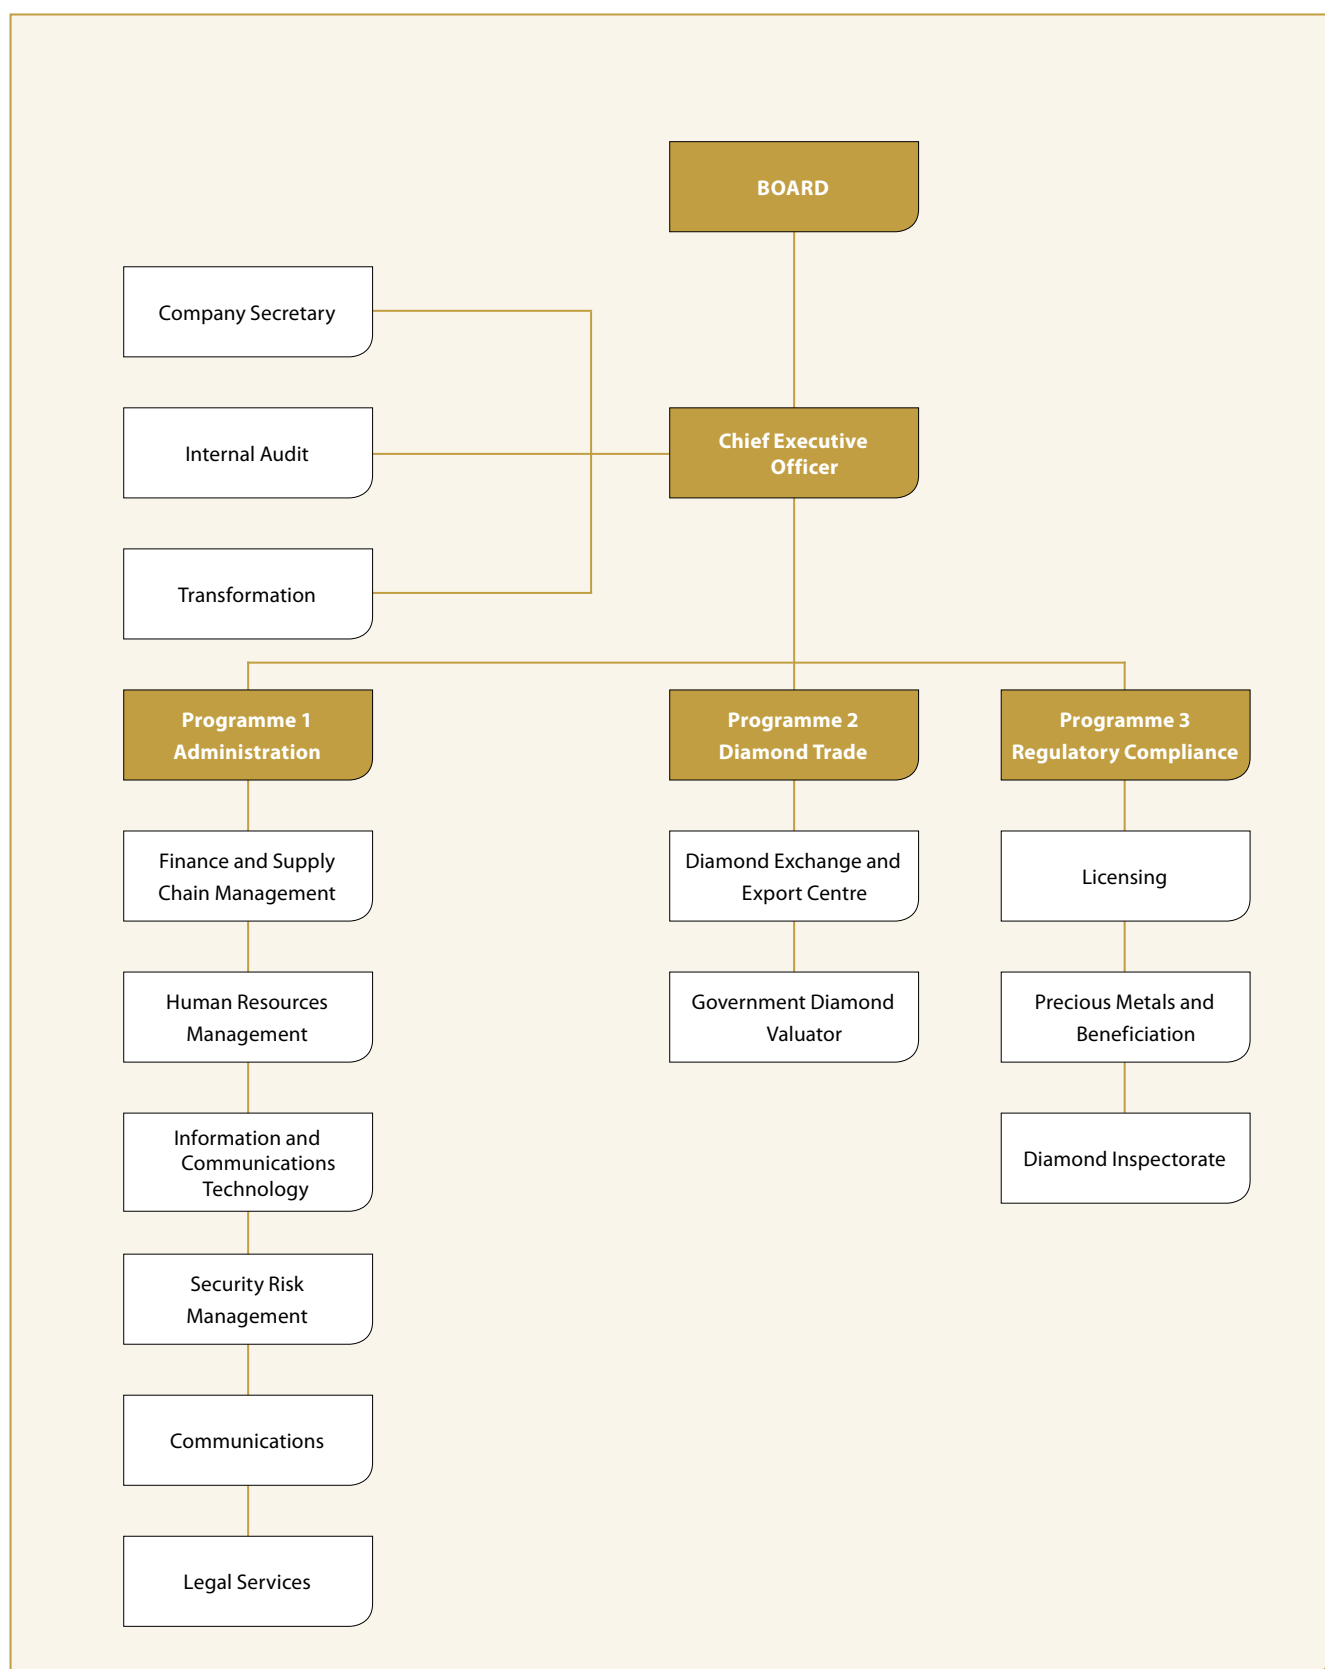 BOARD
Company Secretary
Internal Audit
Chief Executive
Officer
Transformation
Programme 1
Administration
Programme 2
Diamond Trade
Programme 3
Regulatory Compliance
Finance and Supply
Chain Management
Diamond Exchange and
Export Centre
Licensing
Human Resources
Management
Government Diamond
Valuator
Precious Metals and
Beneficiation
Information and
Communications
Technology
Diamond Inspectorate
Security Risk
Management
Communications
Legal Services